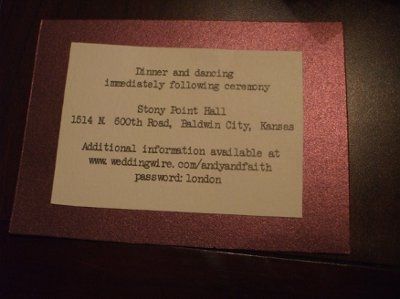 Dinner and dancing
immediately following ceremony
Stony Point Hall
1514 N. 600th Road, Baldwin City, Kansas
Additional information available at
www.weddingwire.com/andyandfaith
password: london